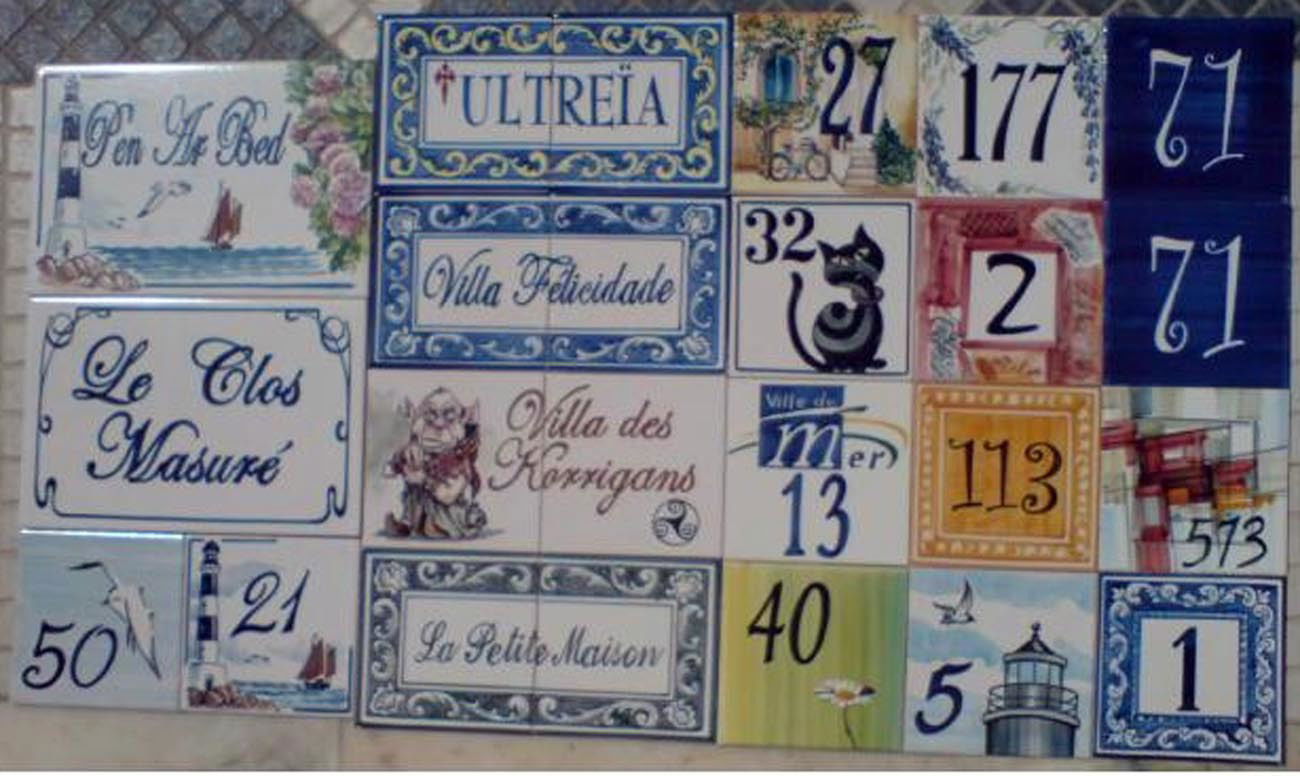 Pen Ar Bed
Le Clos
Masuré
50
21
ULTREÏA
Villa Felicidade
Villa des
Korrigans
La Petite Maison
27
177
71
32
2
71
Ville de
mer
13
113
573
40
5
1